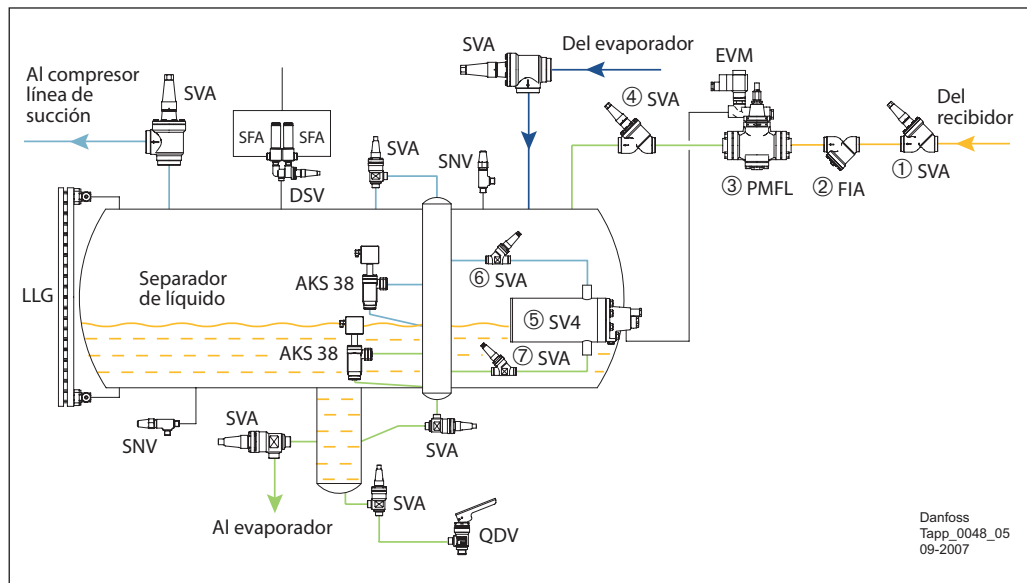 Al compresor
línea de
succión
SVA
SFA
SFA
DSV
SVA
SNV
SVA
Del evaporador
④ SVA
EVM
③ PMFL
② FIA
① SVA
Del
recibidor
LLG
Separador
de líquido
AKS 38
AKS 38
⑥
SVA
⑤ SV4
⑦ SVA
SNV
SVA
SVA
SVA
QDV
Al evaporador
Danfoss
Tapp_0048_05
09-2007